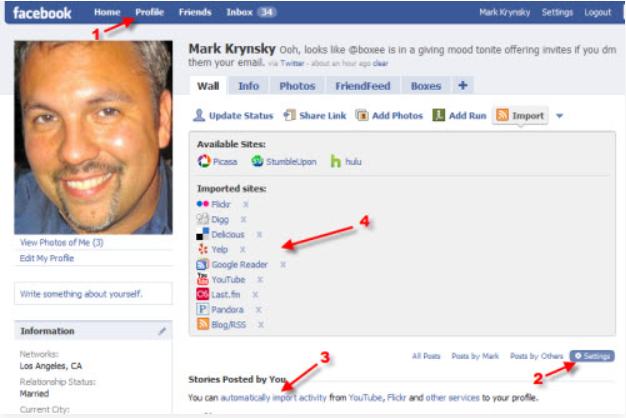 facebook Home Profile Friends Inbox 34 Mark Krynsky Settings Logout
1
Mark Krynsky Ooh, looks like @boxee is in a giving mood tonite offering invites if you dm
them your email. via Twitter - about an hour ago clear
Wall Info Photos FriendFeed Boxes +
Update Status Share Link Add Photos Add Run Import
Available Sites:
Picasa StumbleUpon hulu
Imported sites:
Flickr X
Digg X
Delicious X
Yelp X
Google Reader X
YouTube X
Last.fm X
Pandora X
Blog/RSS X
4
View Photos of Me (3)
Edit My Profile
Write something about yourself.
Information
Networks:
Los Angeles, CA
Relationship Status:
Married
Current City:
All Posts Posts by Mark Posts by Others Settings
3
2
Stories Posted by You
You can automatically import activity from YouTube, Flickr and other services to your profile.